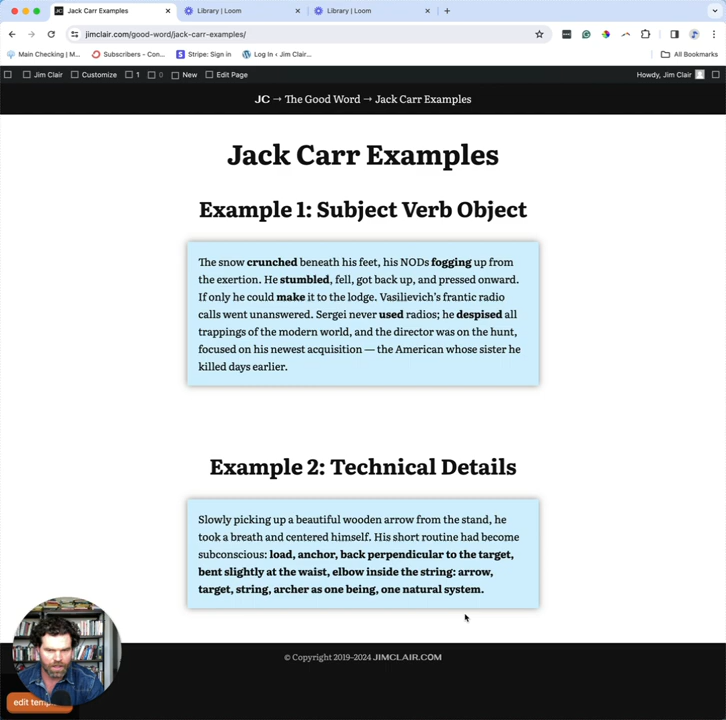 Jack Carr Examples
Library | Loom
Library | Loom
jimclair.com/good-word/jack-carr-examples/
Main Checking | M...
Subscribers - Con...
Stripe: Sign in
Log In ‹ Jim Clair...
All Bookmarks
Jim Clair
Customize
1
0
New
Edit Page
Howdy, Jim Clair
JC → The Good Word → Jack Carr Examples
Jack Carr Examples
Example 1: Subject Verb Object
The snow crunched beneath his feet, his NODs fogging up from
the exertion. He stumbled, fell, got back up, and pressed onward.
If only he could make it to the lodge. Vasilievich's frantic radio
calls went unanswered. Sergei never used radios; he despised all
trappings of the modern world, and the director was on the hunt,
focused on his newest acquisition — the American whose sister he
killed days earlier.
Example 2: Technical Details
Slowly picking up a beautiful wooden arrow from the stand, he
took a breath and centered himself. His short routine had become
subconscious: load, anchor, back perpendicular to the target,
bent slightly at the waist, elbow inside the string: arrow,
target, string, archer as one being, one natural system.
© Copyright 2019-2024 JIMCLAIR.COM
edit